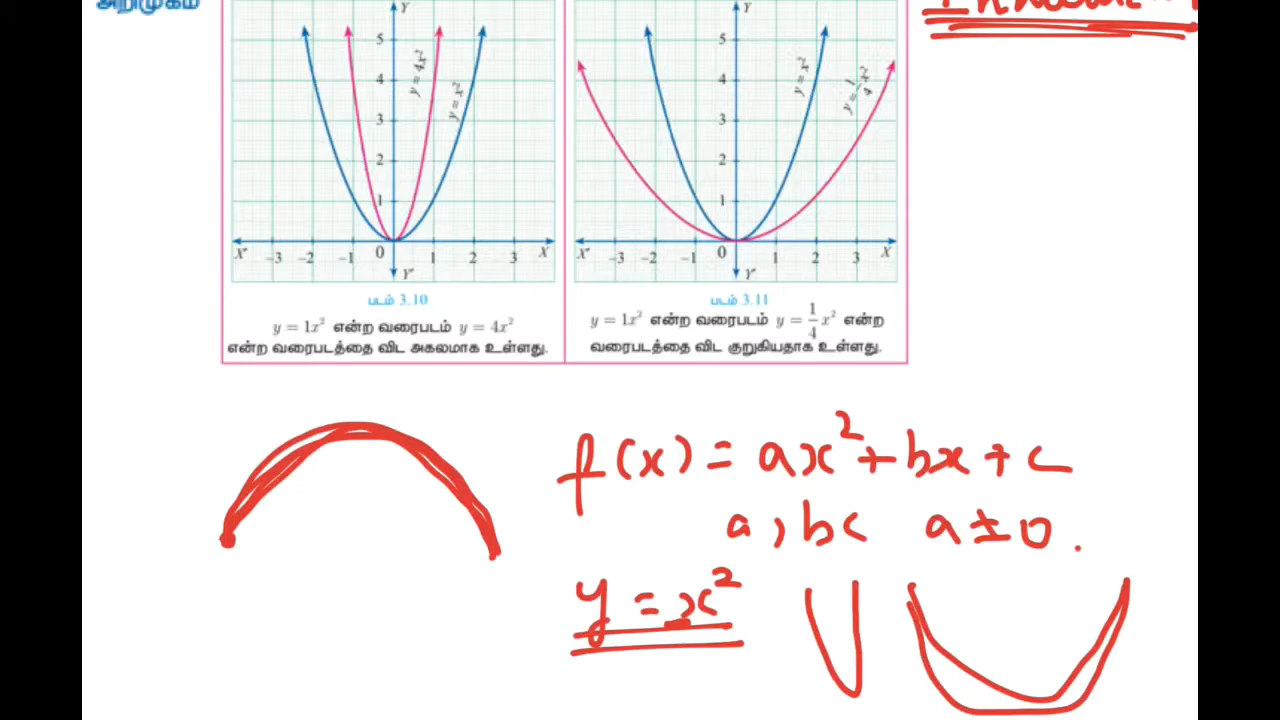 அறிமுகம்
Y
5
4
3
2
1
y = 4x²
y = x²
X' -3 -2 -1 0 1 2 3 X
Y'
படம் 3.10
y = 1x² என்ற வரைபடம் y = 4x²
என்ற வரைபடத்தை விட அகலமாக உள்ளது.
Y
5
4
3
2
1
y = x²
y = 1/4 x²
X' -3 -2 -1 0 1 2 3 X
Y'
படம் 3.11
y = 1x² என்ற வரைபடம் y = 1/4 x² என்ற
வரைபடத்தை விட குறுகியதாக உள்ளது.
f(x) = ax² + bx + c
a, bc a ± 0.
y = x²